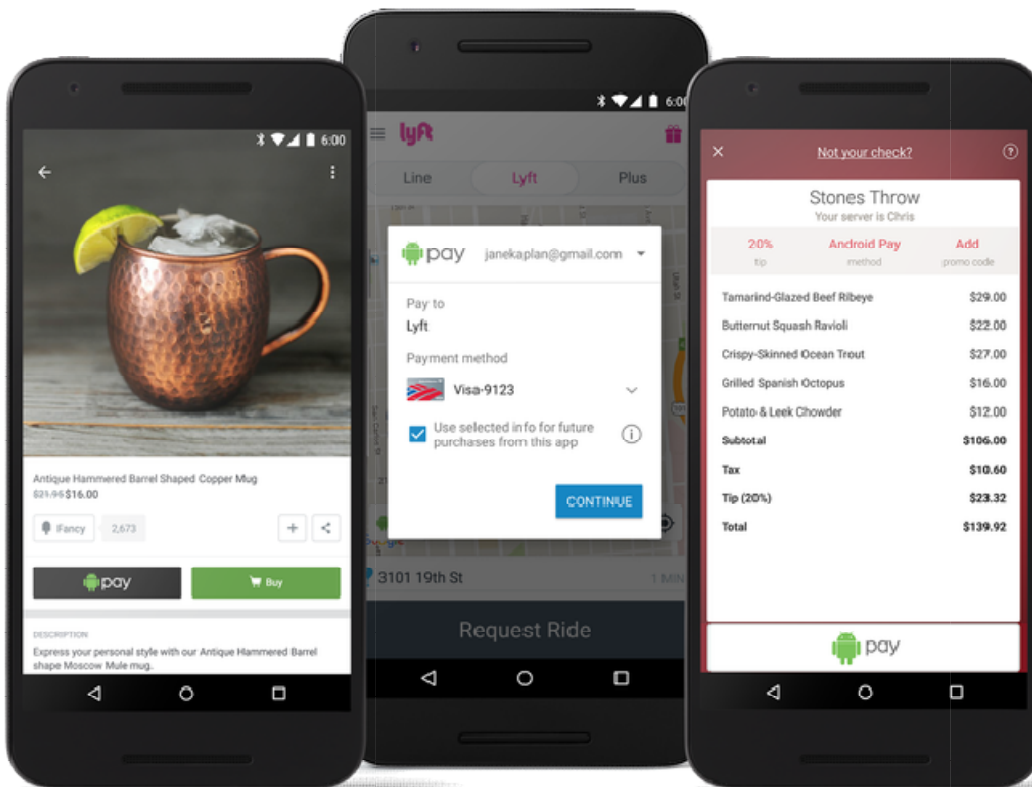 6:00
Antique Hammered Barrel Shaped Copper Mug
$21.95 $16.00
Fancy 2,673
pay
Buy
DESCRIPTION
Express your personal style with our Antique Hammered Barrel
shape Moscow Mule mug.
6:00
lyft
Line Lyft Plus
pay janekaplan@gmail.com
Pay to
Lyft
Payment method
Visa-9123
Use selected info for future
purchases from this app
CONTINUE
3101 19th St 1 MIN
Request Ride
Not your check?
Stones Throw
Your server is Chris
20% Android Pay Add
tip method promo code
Tamarind-Glazed Beef Ribeye $29.00
Butternut Squash Ravioli $22.00
Crispy-Skinned Ocean Trout $27.00
Grilled Spanish Octopus $16.00
Potato & Leek Chowder $12.00
Subtotal $106.00
Tax $10.60
Tip (20%) $23.32
Total $139.92
pay